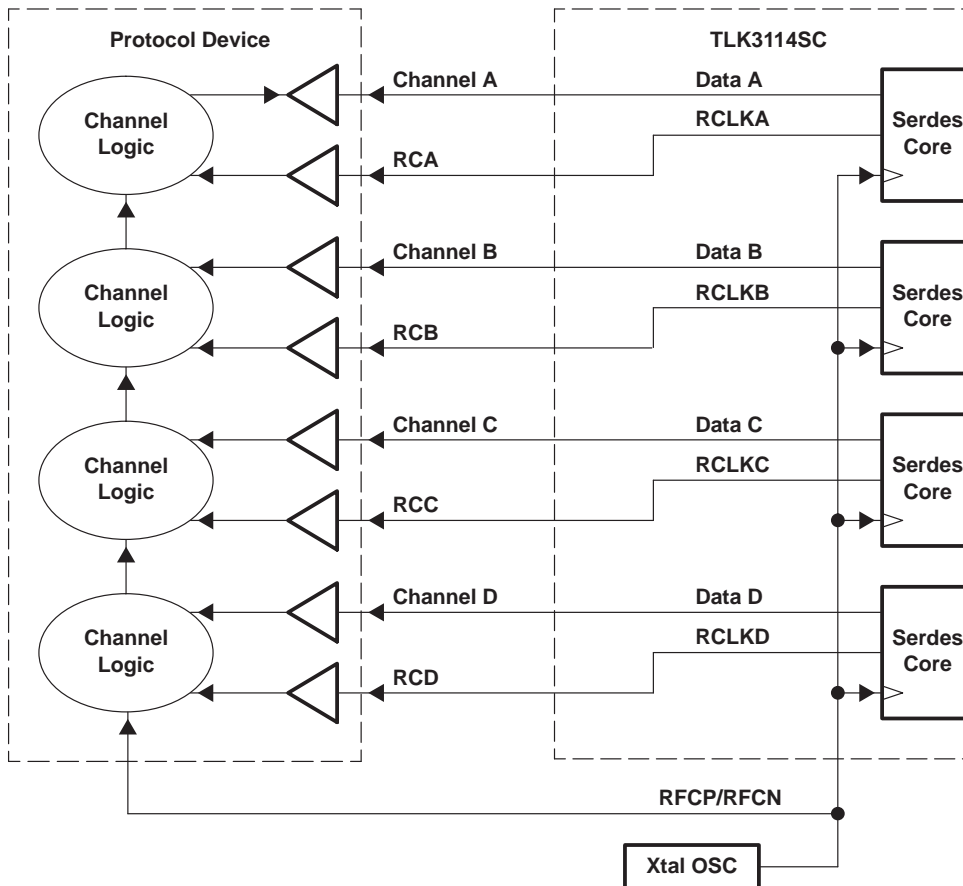 Protocol Device
TLK3114SC
Channel A
Data A
Channel
Logic
RCLKA
Serdes
Core
RCA
Channel B
Data B
Channel
Logic
RCLKB
Serdes
Core
RCB
Channel C
Data C
Channel
Logic
RCLKC
Serdes
Core
RCC
Channel D
Data D
Channel
Logic
RCLKD
Serdes
Core
RCD
RFCP/RFCN
Xtal OSC